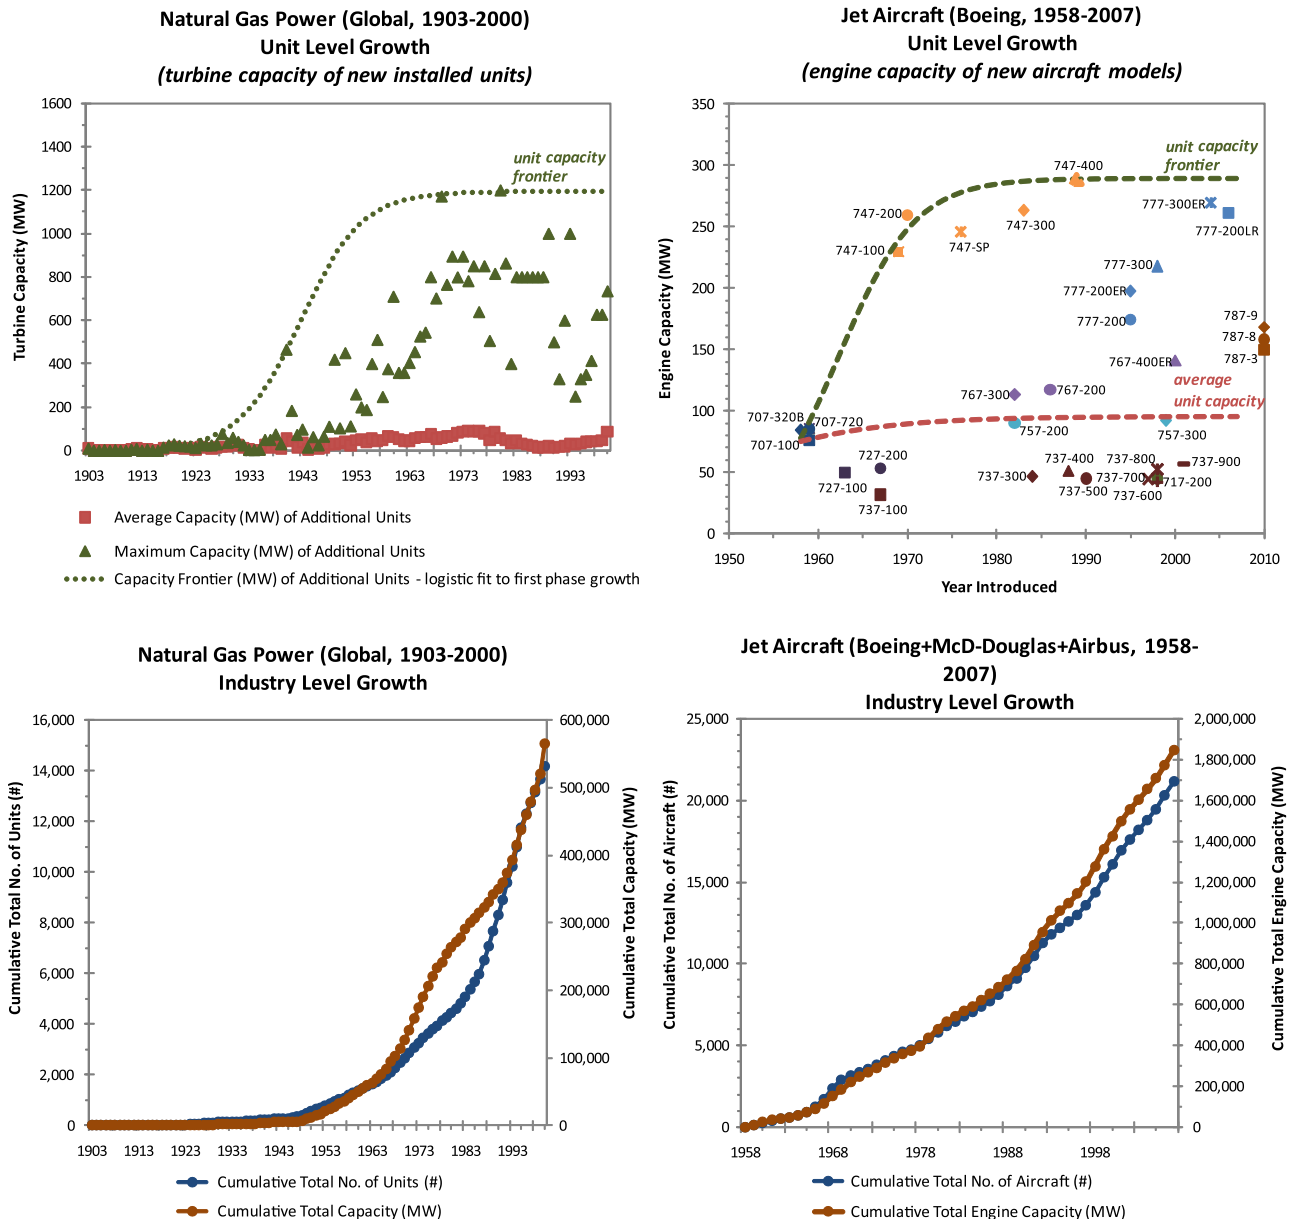 Natural Gas Power (Global, 1903-2000)
Unit Level Growth
(turbine capacity of new installed units)
1600
1400
1200
1000
800
600
400
200
0
Turbine Capacity (MW)
unit capacity
frontier
1903 1913 1923 1933 1943 1953 1963 1973 1983 1993
Average Capacity (MW) of Additional Units
Maximum Capacity (MW) of Additional Units
Capacity Frontier (MW) of Additional Units - logistic fit to first phase growth
Jet Aircraft (Boeing, 1958-2007)
Unit Level Growth
(engine capacity of new aircraft models)
350
300
250
200
150
100
50
0
Engine Capacity (MW)
unit capacity
frontier
747-400
777-300ER
747-200
747-300
777-200LR
747-100
747-SP
777-300
777-200ER
777-200
787-9
787-8
787-3
767-400ER
average
unit capacity
767-300
767-200
707-320B
707-720
707-100
757-200
757-300
727-200
727-100
737-100
737-300
737-400
737-500
737-800
737-700
737-600
717-200
737-900
1950 1960 1970 1980 1990 2000 2010
Year Introduced
Natural Gas Power (Global, 1903-2000)
Industry Level Growth
16,000
14,000
12,000
10,000
8,000
6,000
4,000
2,000
0
Cumulative Total No. of Units (#)
600,000
500,000
400,000
300,000
200,000
100,000
0
Cumulative Total Capacity (MW)
1903 1913 1923 1933 1943 1953 1963 1973 1983 1993
Cumulative Total No. of Units (#)
Cumulative Total Capacity (MW)
Jet Aircraft (Boeing+McD-Douglas+Airbus, 1958-
2007)
Industry Level Growth
25,000
20,000
15,000
10,000
5,000
0
Cumulative Total No. of Aircraft (#)
2,000,000
1,800,000
1,600,000
1,400,000
1,200,000
1,000,000
800,000
600,000
400,000
200,000
0
Cumulative Total Engine Capacity (MW)
1958 1968 1978 1988 1998
Cumulative Total No. of Aircraft (#)
Cumulative Total Engine Capacity (MW)